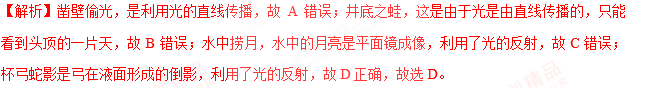 【解析】凿壁偷光，是利用光的直线传播，故 A 错误；井底之蛙，这是由于光是由直线传播的，只能
看到头顶的一片天，故 B 错误；水中捞月，水中的月亮是平面镜成像，利用了光的反射，故 C 错误；
杯弓蛇影是弓在液面形成的倒影，利用了光的反射，故 D 正确，故选 D。